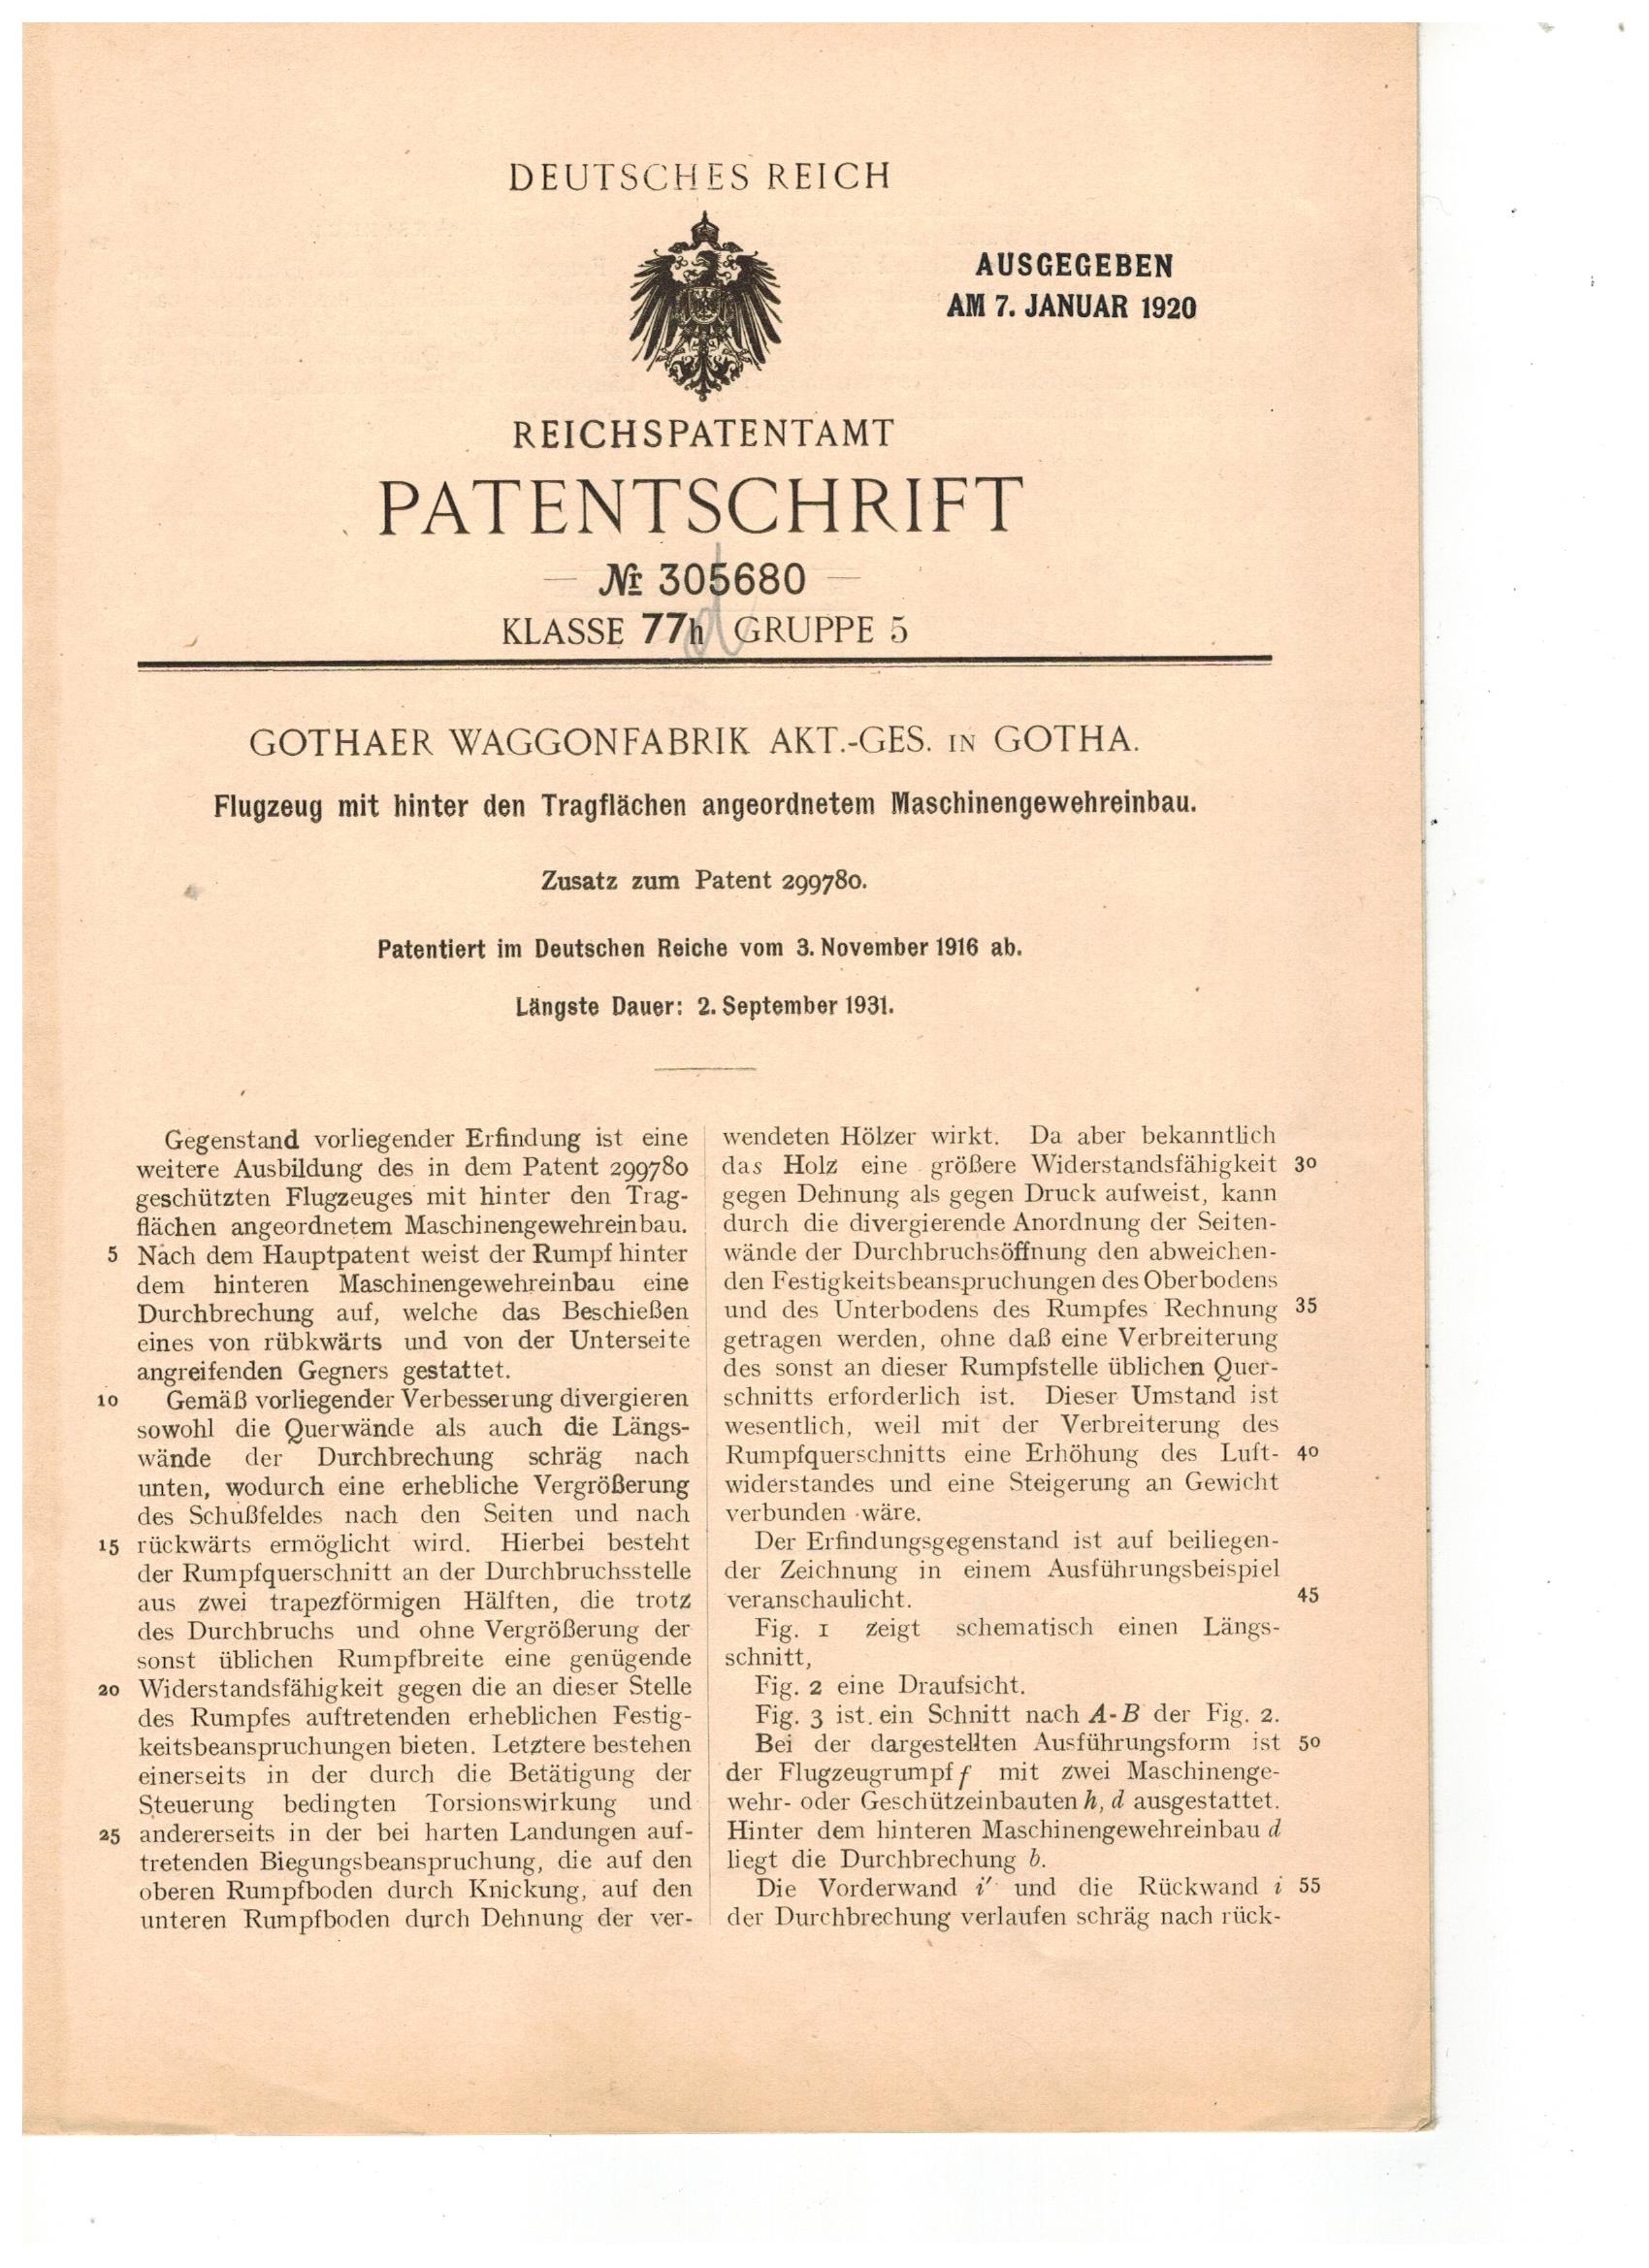 DEUTSCHES REICH
AUSGEGEBEN
AM 7. JANUAR 1920
REICHSPATENTAMT
PATENTSCHRIFT
— № 305680 —
KLASSE 77h GRUPPE 5
GOTHAER WAGGONFABRIK AKT.-GES. IN GOTHA.
Flugzeug mit hinter den Tragflächen angeordnetem Maschinengewehreinbau.
Zusatz zum Patent 299780.
Patentiert im Deutschen Reiche vom 3. November 1916 ab.
Längste Dauer: 2. September 1931.
Gegenstand vorliegender Erfindung ist eine
weitere Ausbildung des in dem Patent 299780
geschützten Flugzeuges mit hinter den Trag-
flächen angeordnetem Maschinengewehreinbau.
5 Nach dem Hauptpatent weist der Rumpf hinter
dem hinteren Maschinengewehreinbau eine
Durchbrechung auf, welche das Beschießen
eines von rübkwärts und von der Unterseite
angreifenden Gegners gestattet.
10 Gemäß vorliegender Verbesserung divergieren
sowohl die Querwände als auch die Längs-
wände der Durchbrechung schräg nach
unten, wodurch eine erhebliche Vergrößerung
des Schußfeldes nach den Seiten und nach
15 rückwärts ermöglicht wird. Hierbei besteht
der Rumpfquerschnitt an der Durchbruchsstelle
aus zwei trapezförmigen Hälften, die trotz
des Durchbruchs und ohne Vergrößerung der
sonst üblichen Rumpfbreite eine genügende
20 Widerstandsfähigkeit gegen die an dieser Stelle
des Rumpfes auftretenden erheblichen Festig-
keitsbeanspruchungen bieten. Letztere bestehen
einerseits in der durch die Betätigung der
Steuerung bedingten Torsionswirkung und
25 andererseits in der bei harten Landungen auf-
tretenden Biegungsbeanspruchung, die auf den
oberen Rumpfboden durch Knickung, auf den
unteren Rumpfboden durch Dehnung der ver-
wendeten Hölzer wirkt. Da aber bekanntlich
das Holz eine größere Widerstandsfähigkeit 30
gegen Dehnung als gegen Druck aufweist, kann
durch die divergierende Anordnung der Seiten-
wände der Durchbruchsöffnung den abweichen-
den Festigkeitsbeanspruchungen des Oberbodens
und des Unterbodens des Rumpfes Rechnung 35
getragen werden, ohne daß eine Verbreiterung
des sonst an dieser Rumpfstelle üblichen Quer-
schnitts erforderlich ist. Dieser Umstand ist
wesentlich, weil mit der Verbreiterung des
Rumpfquerschnitts eine Erhöhung des Luft- 40
widerstandes und eine Steigerung an Gewicht
verbunden wäre.
Der Erfindungsgegenstand ist auf beiliegen-
der Zeichnung in einem Ausführungsbeispiel
veranschaulicht. 45
Fig. 1 zeigt schematisch einen Längs-
schnitt,
Fig. 2 eine Draufsicht.
Fig. 3 ist ein Schnitt nach A-B der Fig. 2.
Bei der dargestellten Ausführungsform ist 50
der Flugzeugrumpf f mit zwei Maschinenge-
wehr- oder Geschützeinbauten h, d ausgestattet.
Hinter dem hinteren Maschinengewehreinbau d
liegt die Durchbrechung b.
Die Vorderwand i' und die Rückwand i 55
der Durchbrechung verlaufen schräg nach rück-